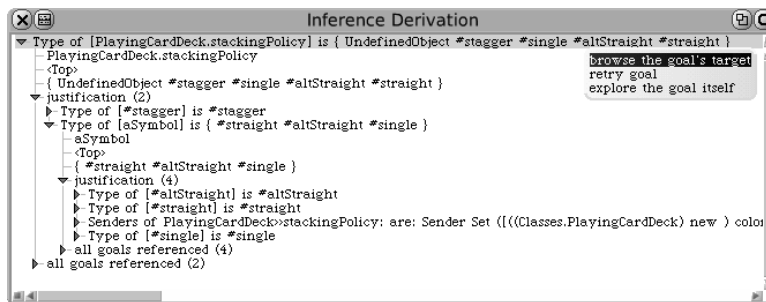 Inference Derivation
Type of [PlayingCardDeck.stackingPolicy] is { UndefinedObject #stagger #single #altStraight #straight }
PlayingCardDeck.stackingPolicy
<Top>
{ UndefinedObject #stagger #single #altStraight #straight }
justification (2)
Type of [#stagger] is #stagger
Type of [aSymbol] is { #straight #altStraight #single }
aSymbol
<Top>
{ #straight #altStraight #single }
justification (4)
Type of [#altStraight] is #altStraight
Type of [#straight] is #straight
Senders of PlayingCardDeck>>stackingPolicy: are: Sender Set ([((Classes.PlayingCardDeck) new ) color
Type of [#single] is #single
all goals referenced (4)
all goals referenced (2)
browse the goal's target
retry goal
explore the goal itself